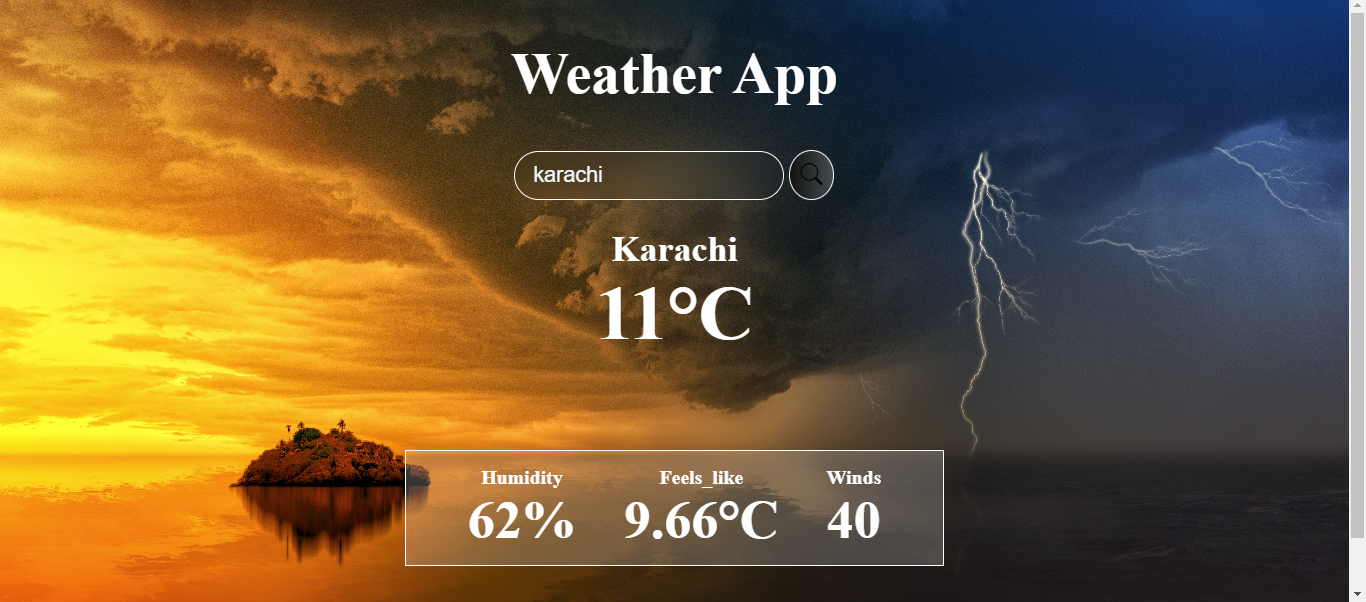 Weather App
karachi
Karachi
11°C
Humidity Feels_like Winds
62% 9.66°C 40